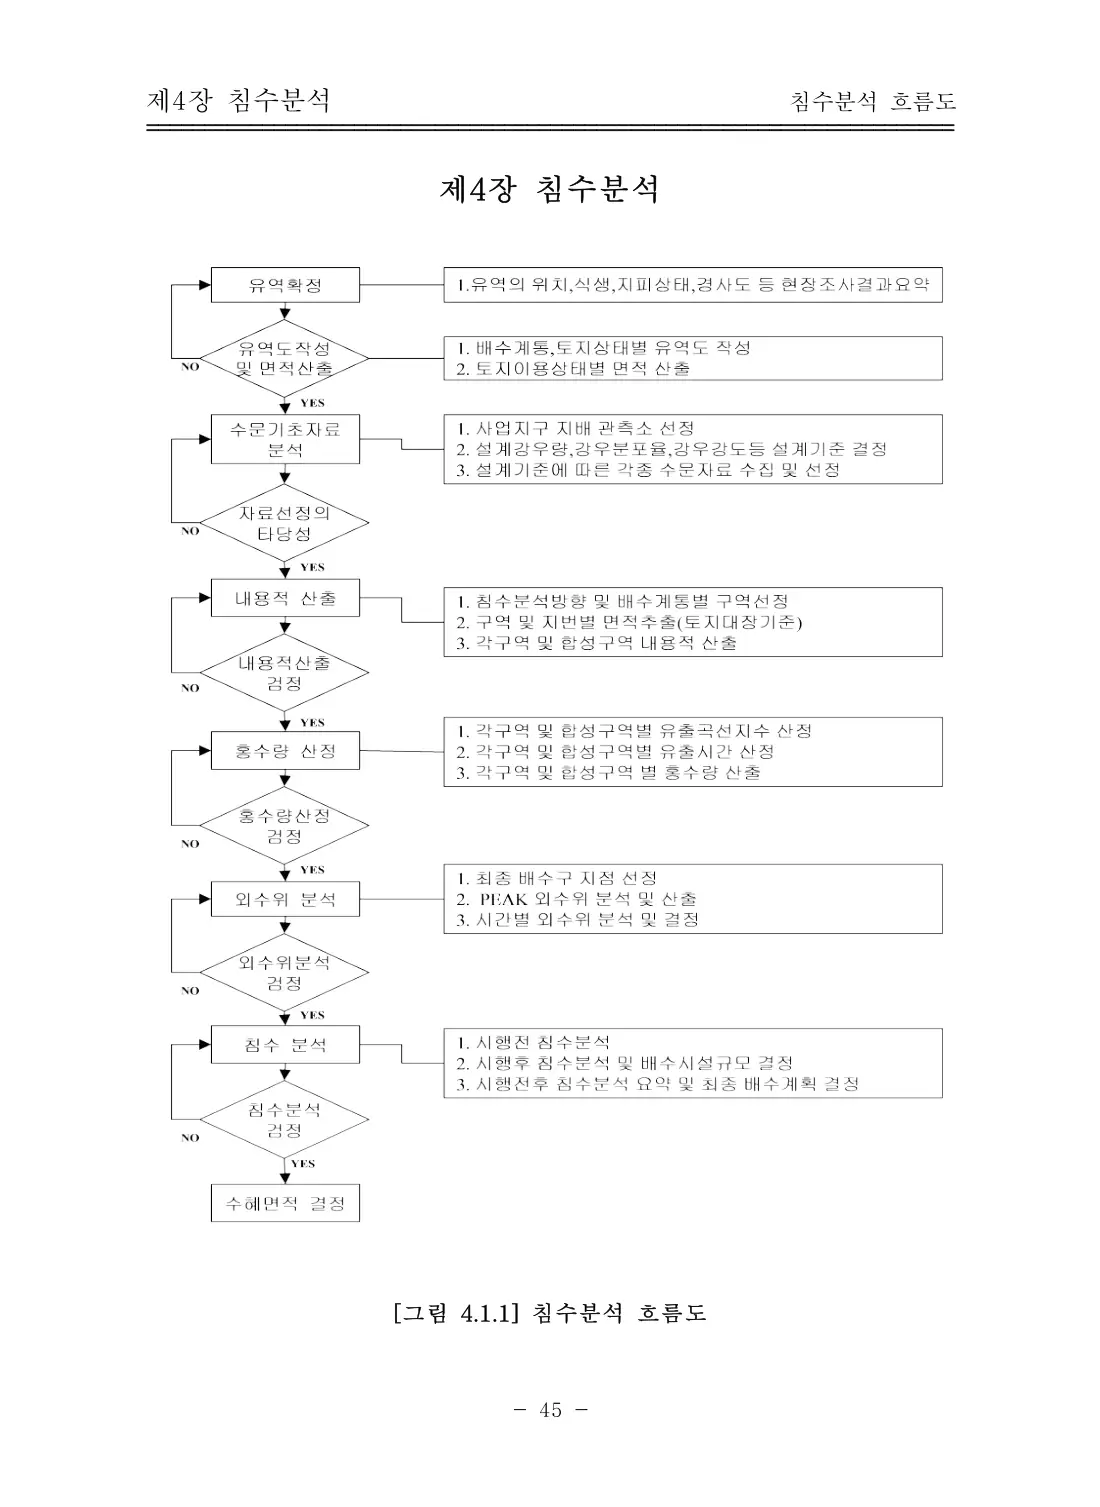 제4장 침수분석
침수분석 흐름도
제4장 침수분석
유역확정
1.유역의 위치,식생,지피상태,경사도 등 현장조사결과요약
유역도작성
및 면적산출
NO
YES
1. 배수계통,토지상태별 유역도 작성
2. 토지이용상태별 면적 산출
수문기초자료
분석
1. 사업지구 지배 관측소 선정
2. 설계강우량,강우분포율,강우강도등 설계기준 결정
3. 설계기준에 따른 각종 수문자료 수집 및 선정
자료선정의
타당성
NO
YES
내용적 산출
1. 침수분석방향 및 배수계통별 구역선정
2. 구역 및 지번별 면적추출(토지대장기준)
3. 각구역 및 합성구역 내용적 산출
내용적산출
검정
NO
YES
홍수량 산정
1. 각구역 및 합성구역별 유출곡선지수 산정
2. 각구역 및 합성구역별 유출시간 산정
3. 각구역 및 합성구역 별 홍수량 산출
홍수량산정
검정
NO
YES
외수위 분석
1. 최종 배수구 지점 선정
2. PEAK 외수위 분석 및 산출
3. 시간별 외수위 분석 및 결정
외수위분석
검정
NO
YES
침수 분석
1. 시행전 침수분석
2. 시행후 침수분석 및 배수시설규모 결정
3. 시행전후 침수분석 요약 및 최종 배수계획 결정
침수분석
검정
NO
YES
수혜면적 결정
[그림 4.1.1] 침수분석 흐름도
- 45 -